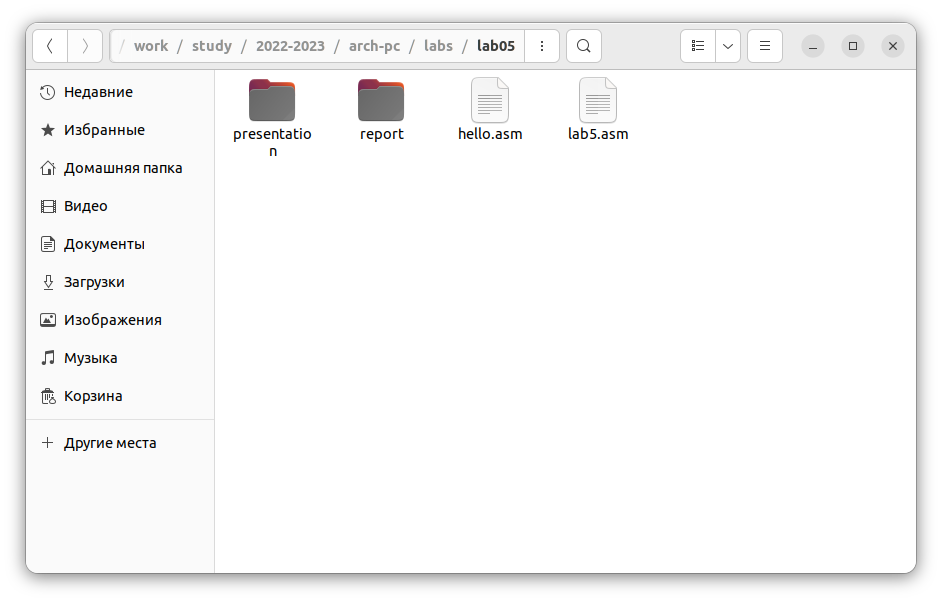 / work / study / 2022-2023 / arch-pc / labs / lab05
Недавние
Избранные
Домашняя папка
Видео
Документы
Загрузки
Изображения
Музыка
Корзина
Другие места
presentatio
n
report
hello.asm
lab5.asm